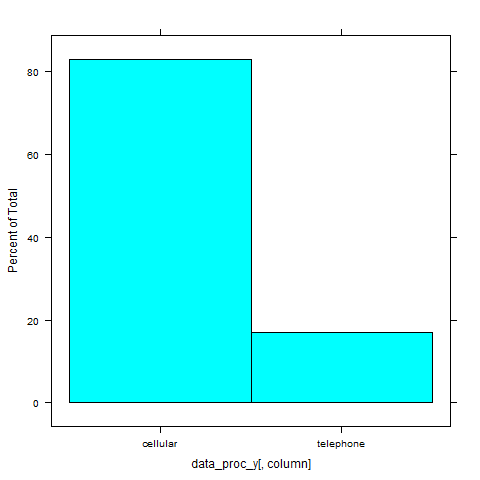 Percent of Total
80
60
40
20
0
cellular telephone
data_proc_y[, column]